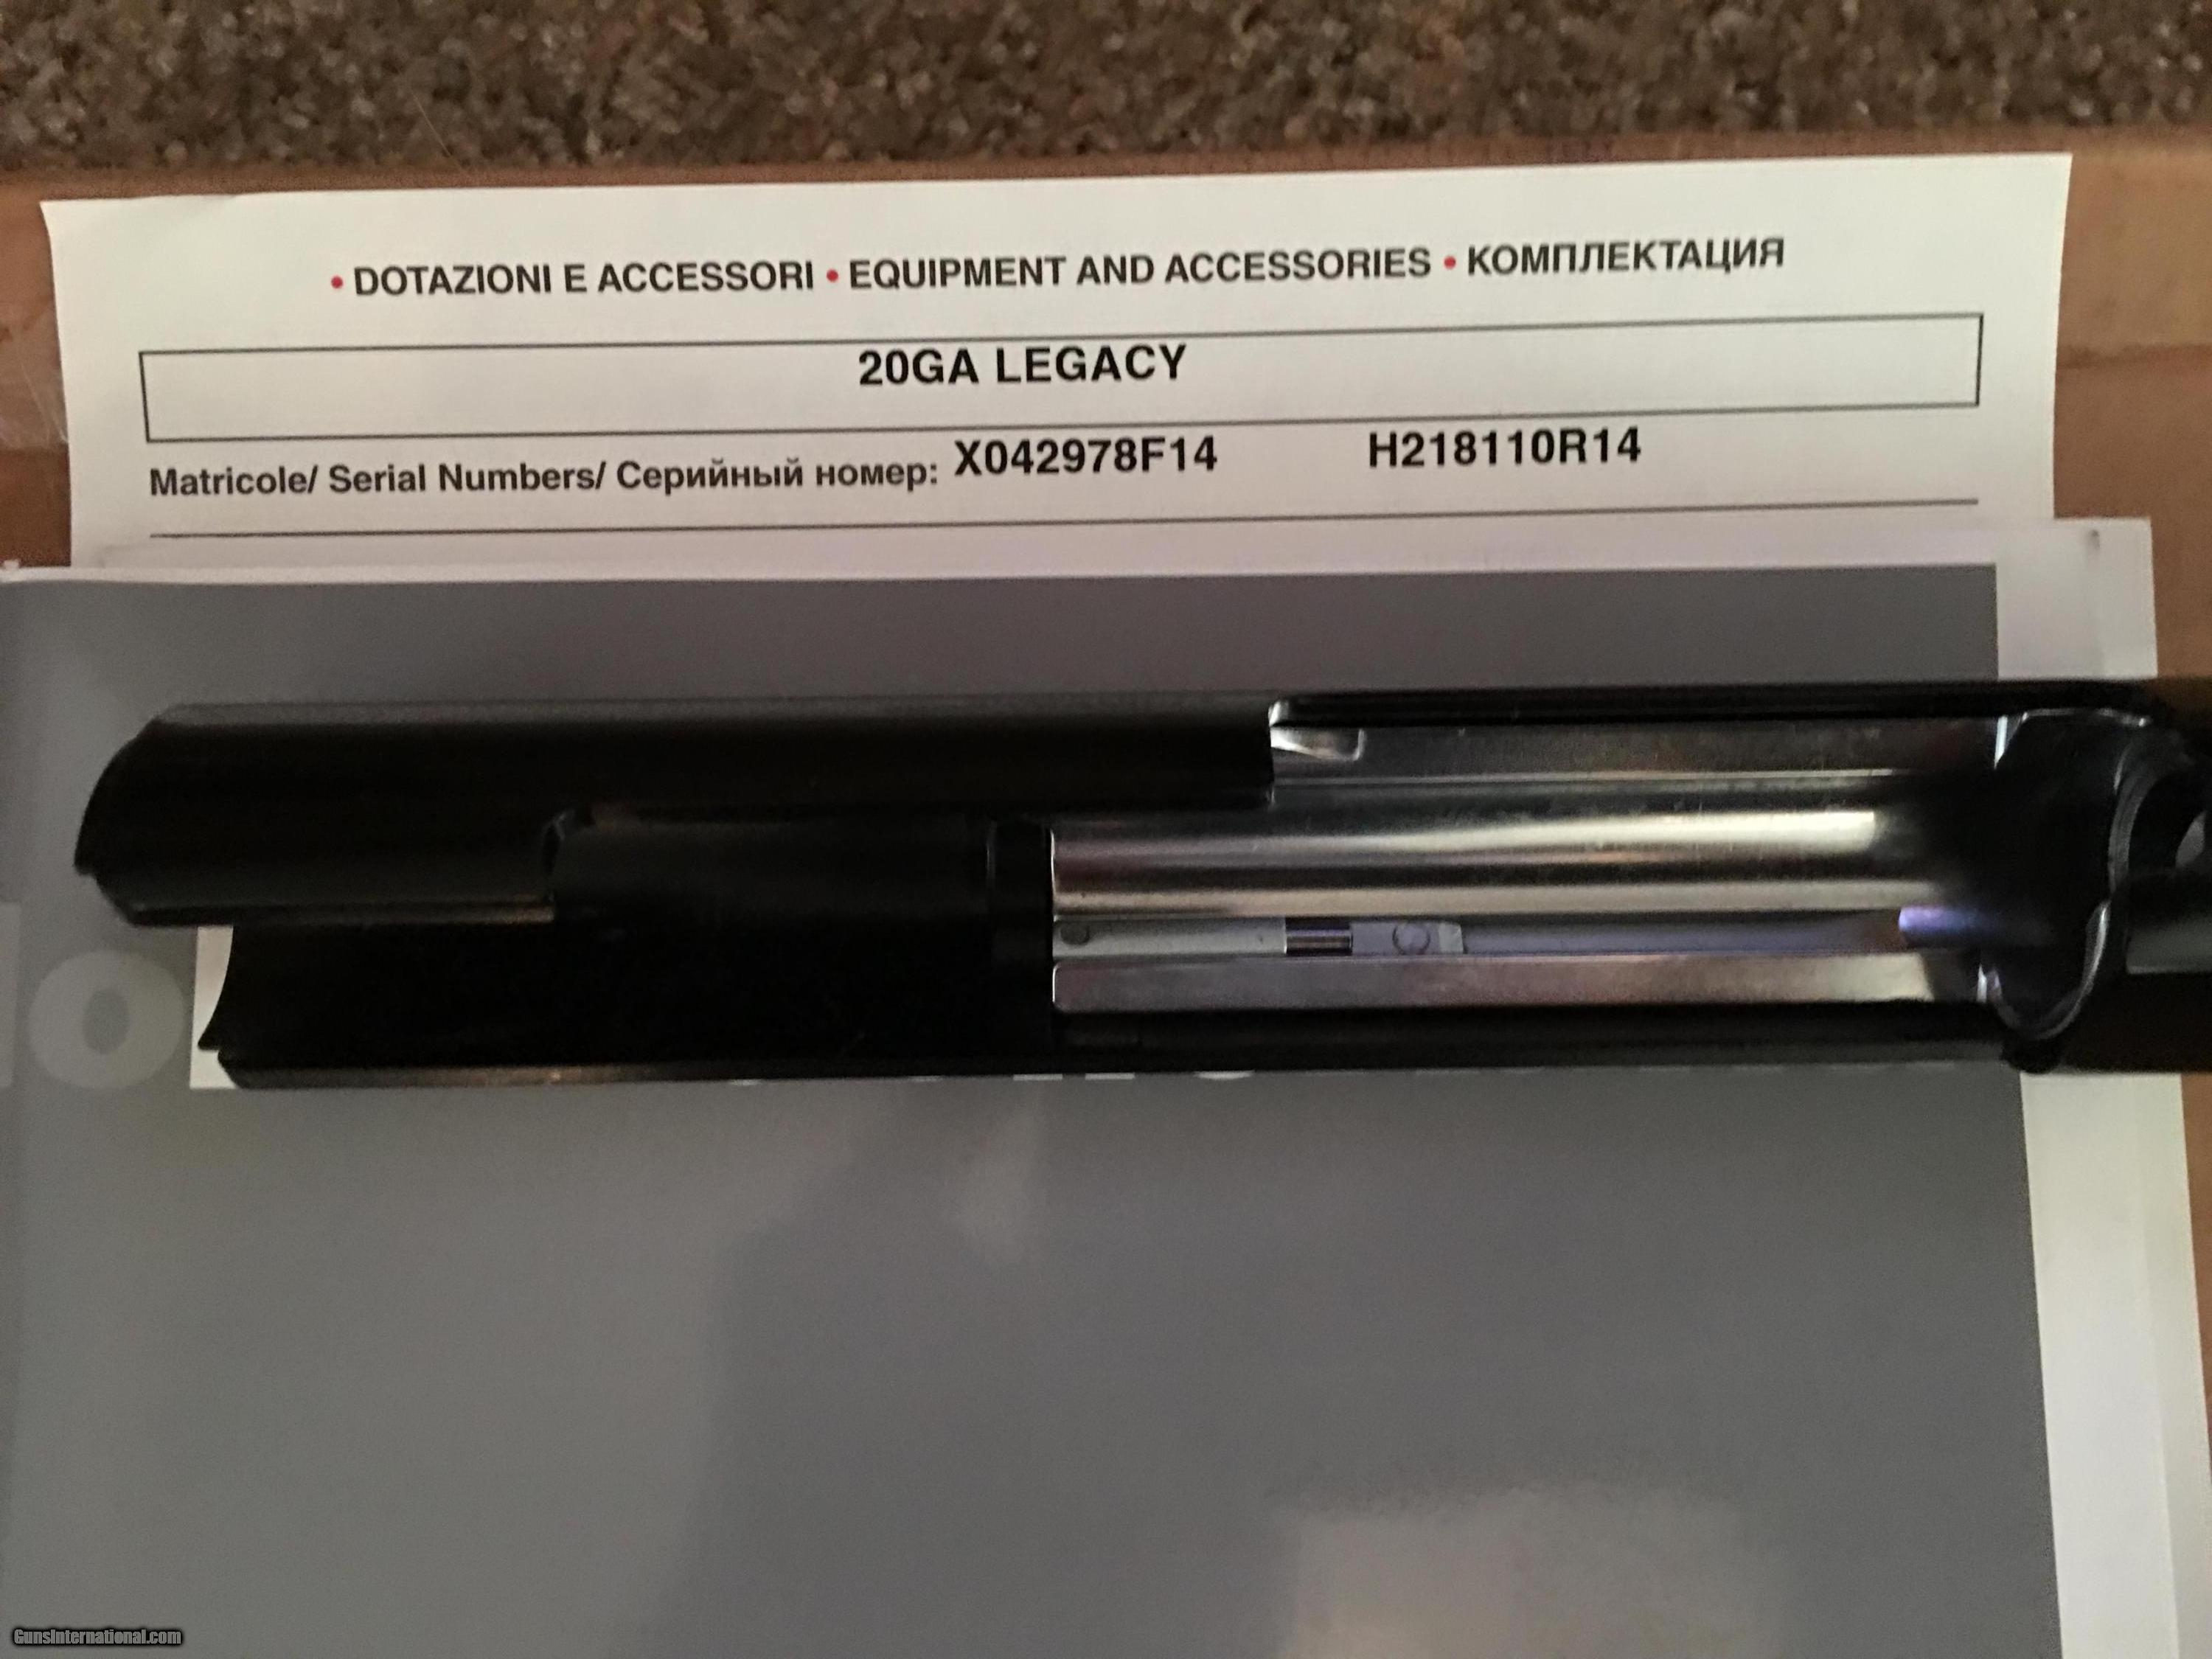 • DOTAZIONI E ACCESSORI • EQUIPMENT AND ACCESSORIES • КОМПЛЕКТАЦИЯ
20GA LEGACY
Matricole/ Serial Numbers/ Серийный номер: X042978F14 H218110R14
GunsInternational.com